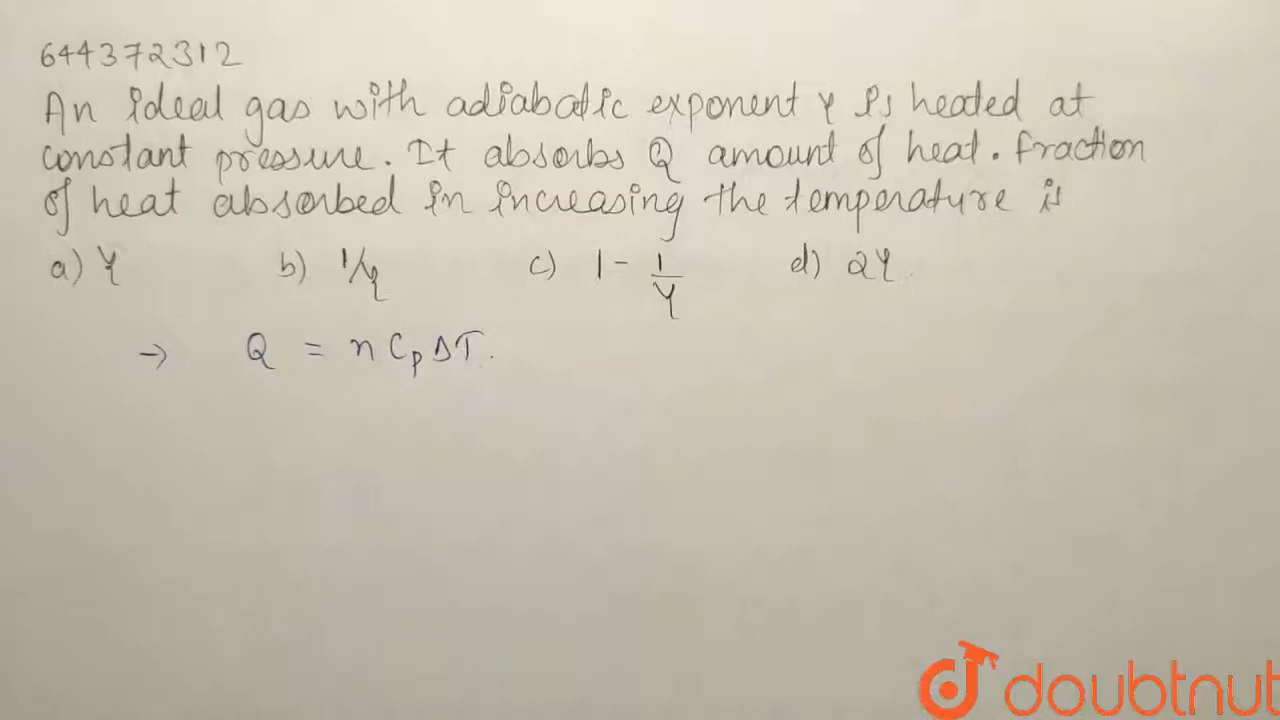 644372312
An ideal gas with adiabatic exponent γ is heated at
constant pressure. It absorbs Q amount of heat. fraction
of heat absorbed in increasing the temperature is
a) γ b) 1/γ c) 1 - 1/γ d) 2γ
→ Q = n Cp ΔT.
doubtnut